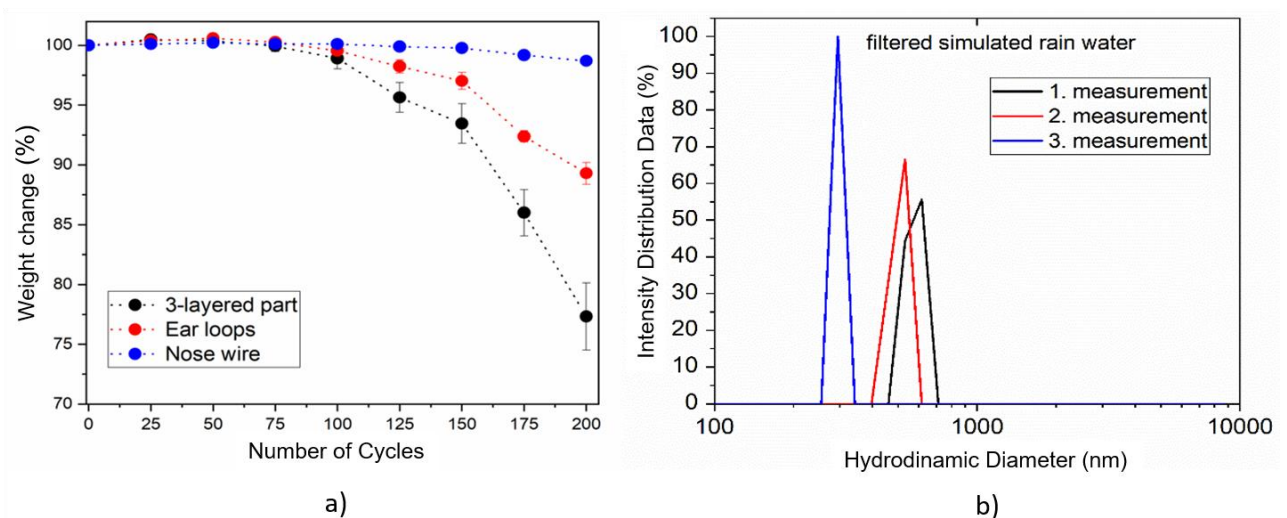 100
95
90
85
80
75
70
Weight change (%)
3-layered part
Ear loops
Nose wire
0 25 50 75 100 125 150 175 200
Number of Cycles
a)
100
90
80
70
60
50
40
30
20
10
0
Intensity Distribution Data (%)
filtered simulated rain water
1. measurement
2. measurement
3. measurement
100 1000 10000
Hydrodinamic Diameter (nm)
b)